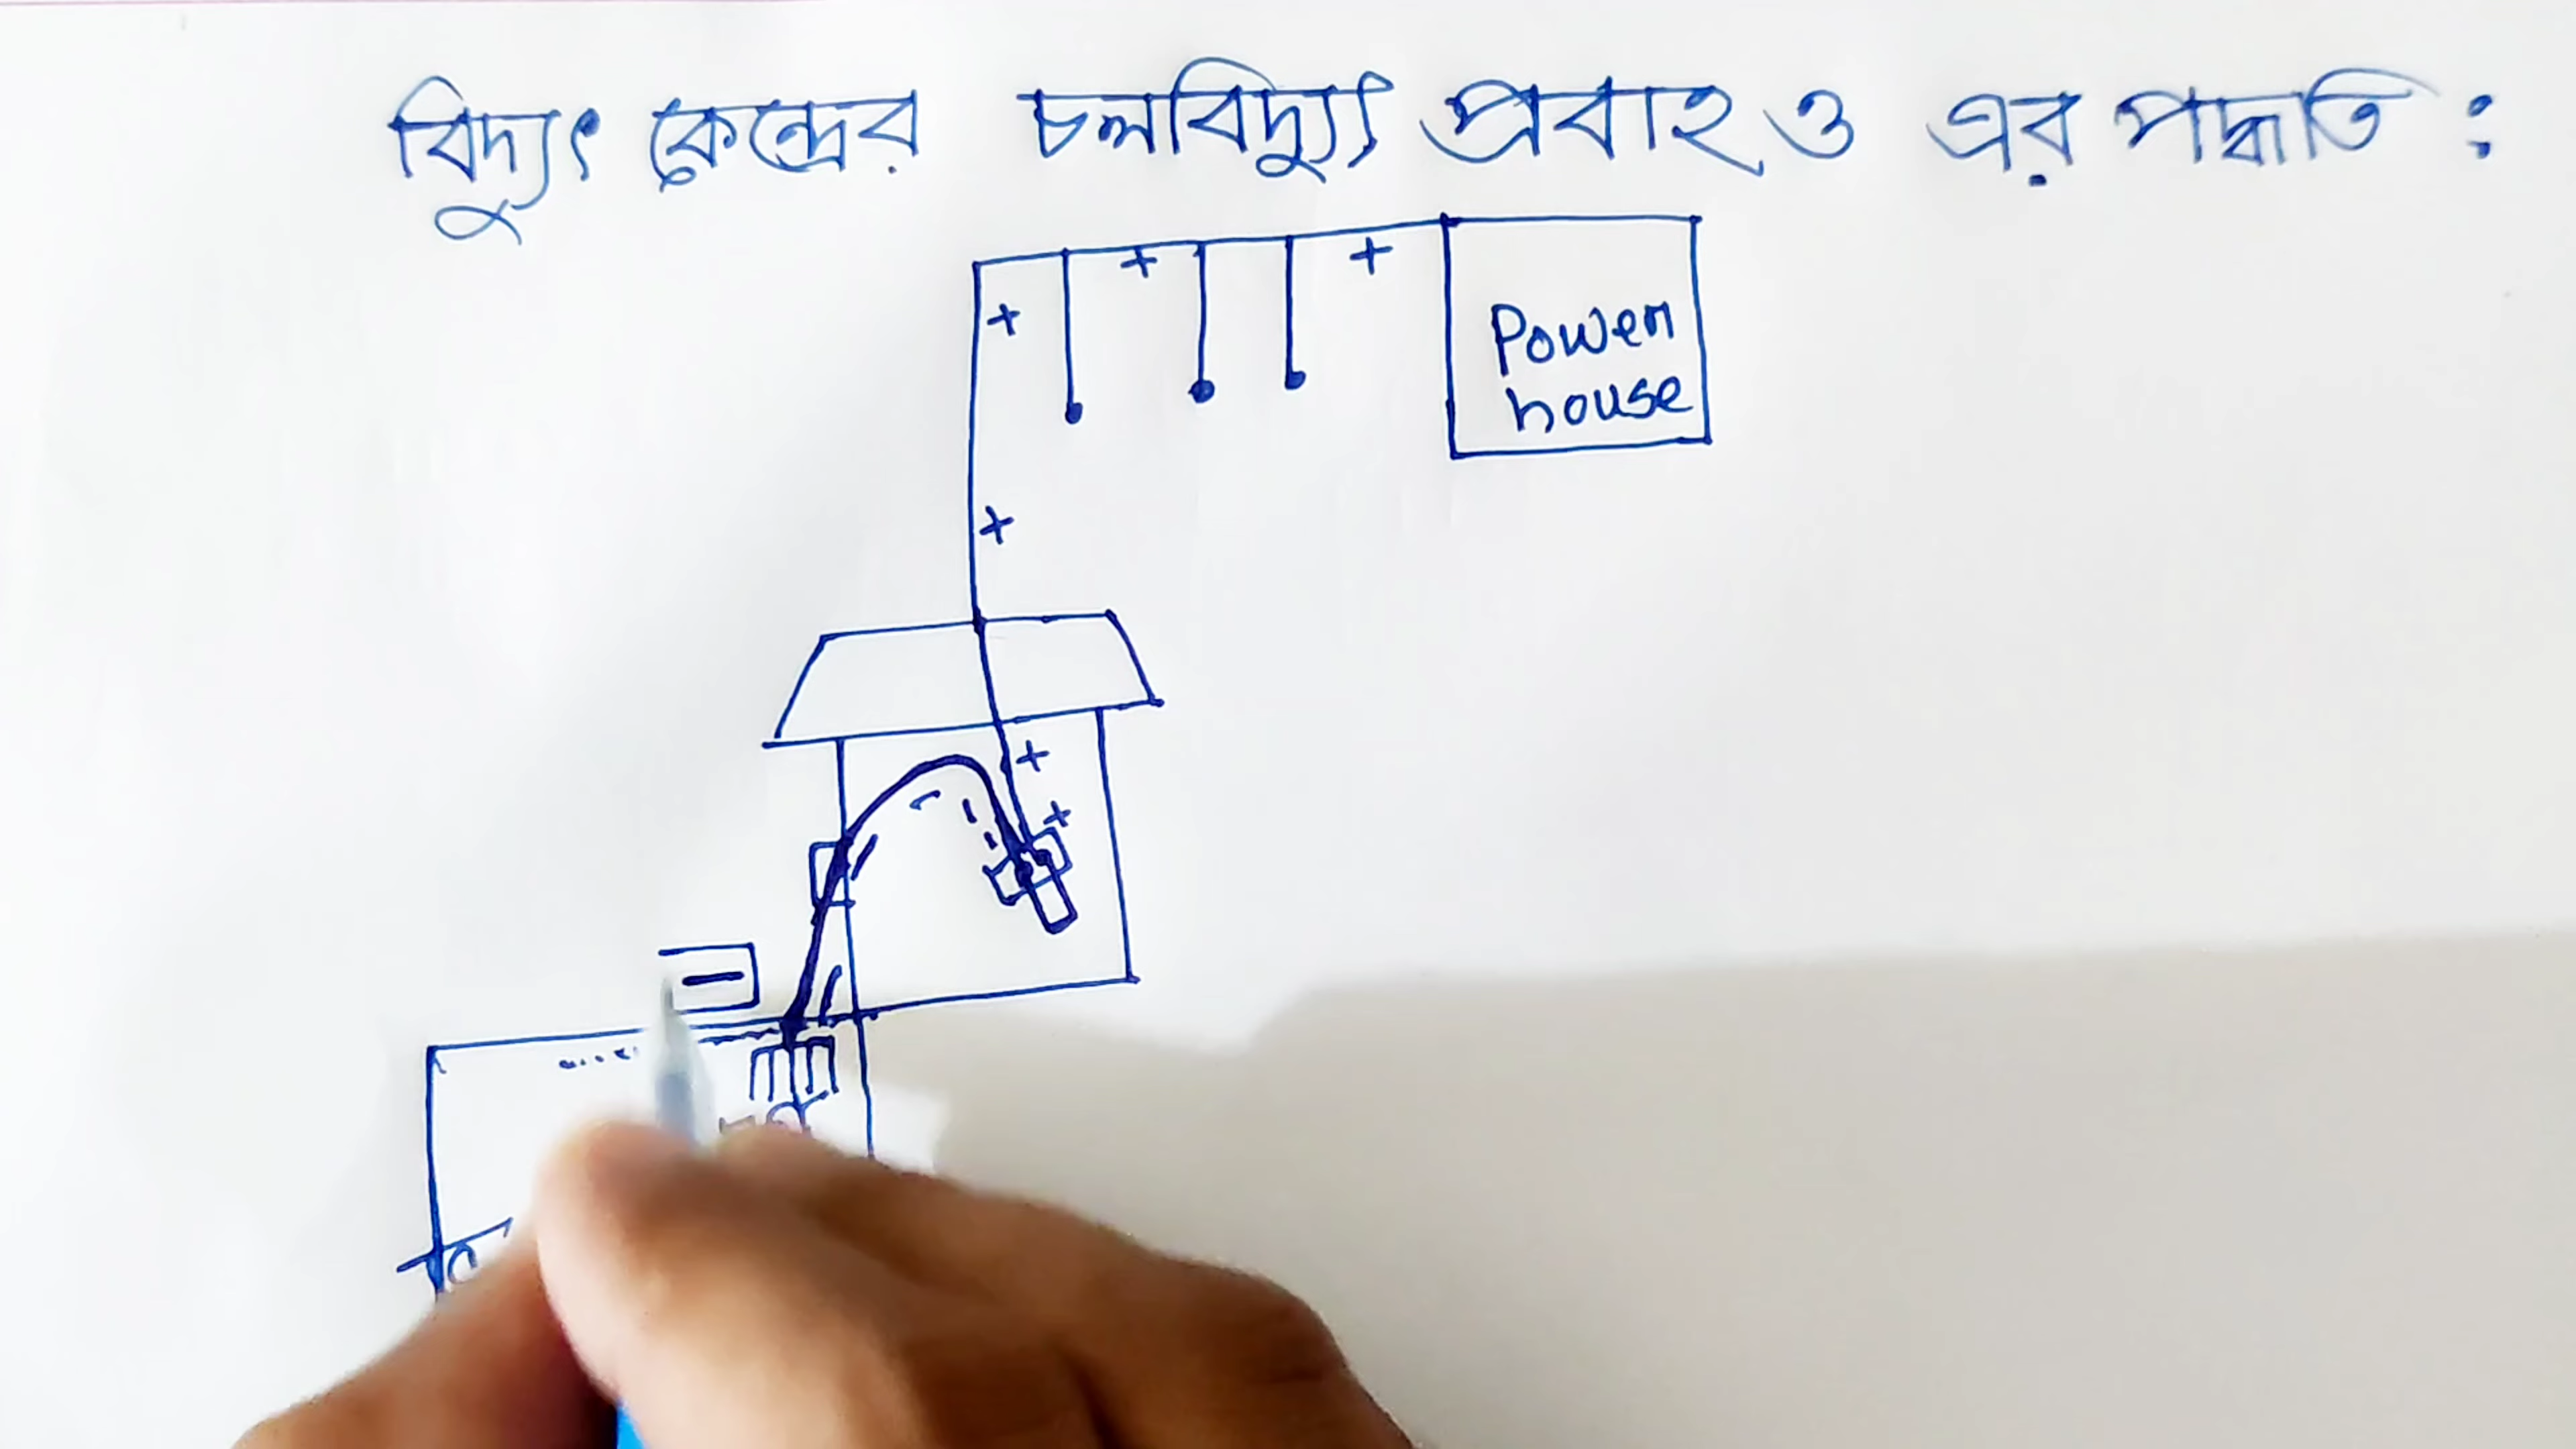 বিদ্যুৎ কেন্দ্রের চলবিদ্যুৎ প্রবাহ ও এর পদ্ধতি :
+ +
+
Power
house
+
+
+
−